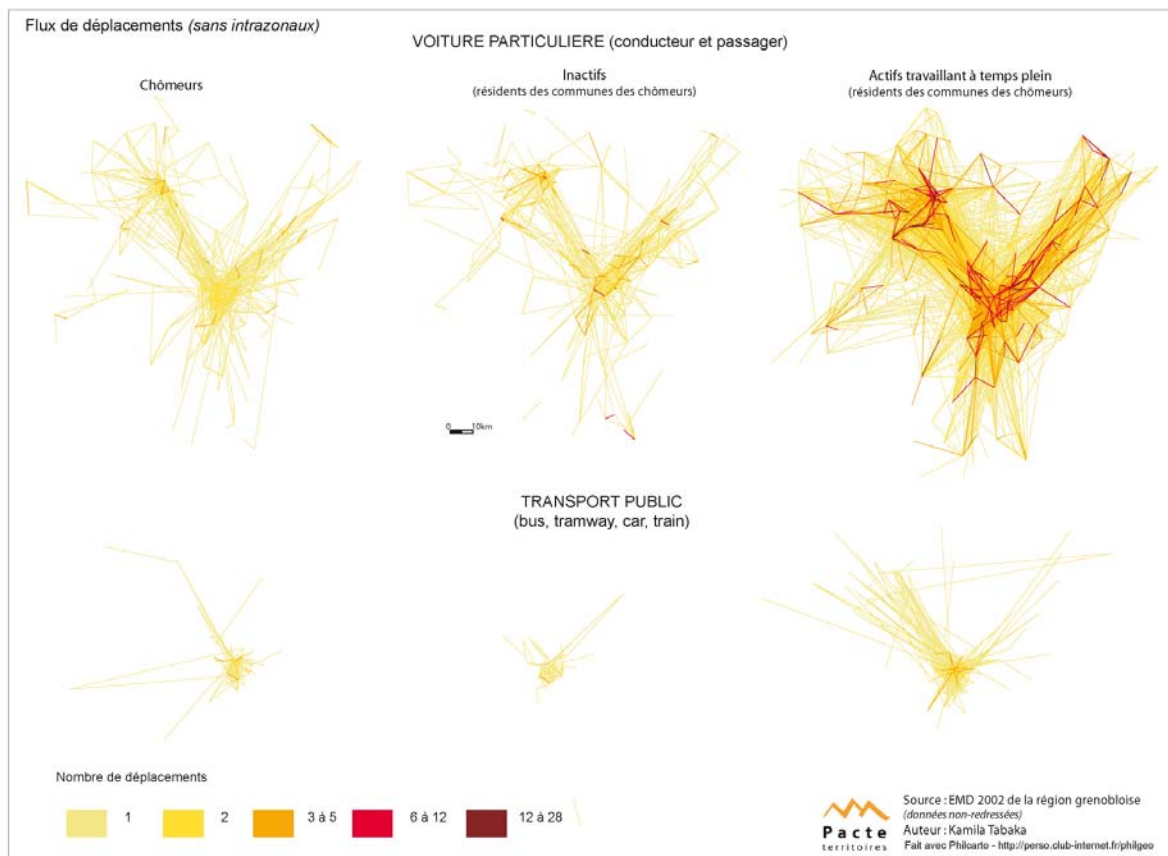 Flux de déplacements (sans intrazonaux)
VOITURE PARTICULIERE (conducteur et passager)
Chômeurs
Inactifs
(résidents des communes des chômeurs)
Actifs travaillant à temps plein
(résidents des communes des chômeurs)
0 10km
TRANSPORT PUBLIC
(bus, tramway, car, train)
Nombre de déplacements
1 2 3 à 5 6 à 12 12 à 28
Pacte
territoires
Source : EMD 2002 de la région grenobloise
(données non-redressées)
Auteur : Kamila Tabaka
Fait avec Philcarto - http://perso.club-internet.fr/philgeo